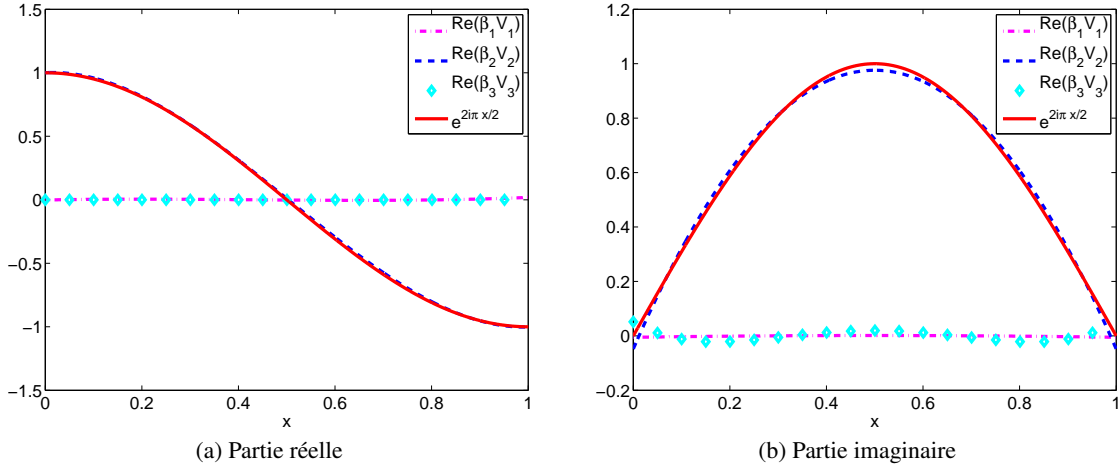 1.5
1
0.5
0
−0.5
−1
−1.5
0
0.2
0.4
0.6
0.8
1
x
Re(β₁V₁)
Re(β₂V₂)
Re(β₃V₃)
e^{2iπ x/2}
(a) Partie réelle
1.2
1
0.8
0.6
0.4
0.2
0
−0.2
0
0.2
0.4
0.6
0.8
1
x
Re(β₁V₁)
Re(β₂V₂)
Re(β₃V₃)
e^{2iπ x/2}
(b) Partie imaginaire